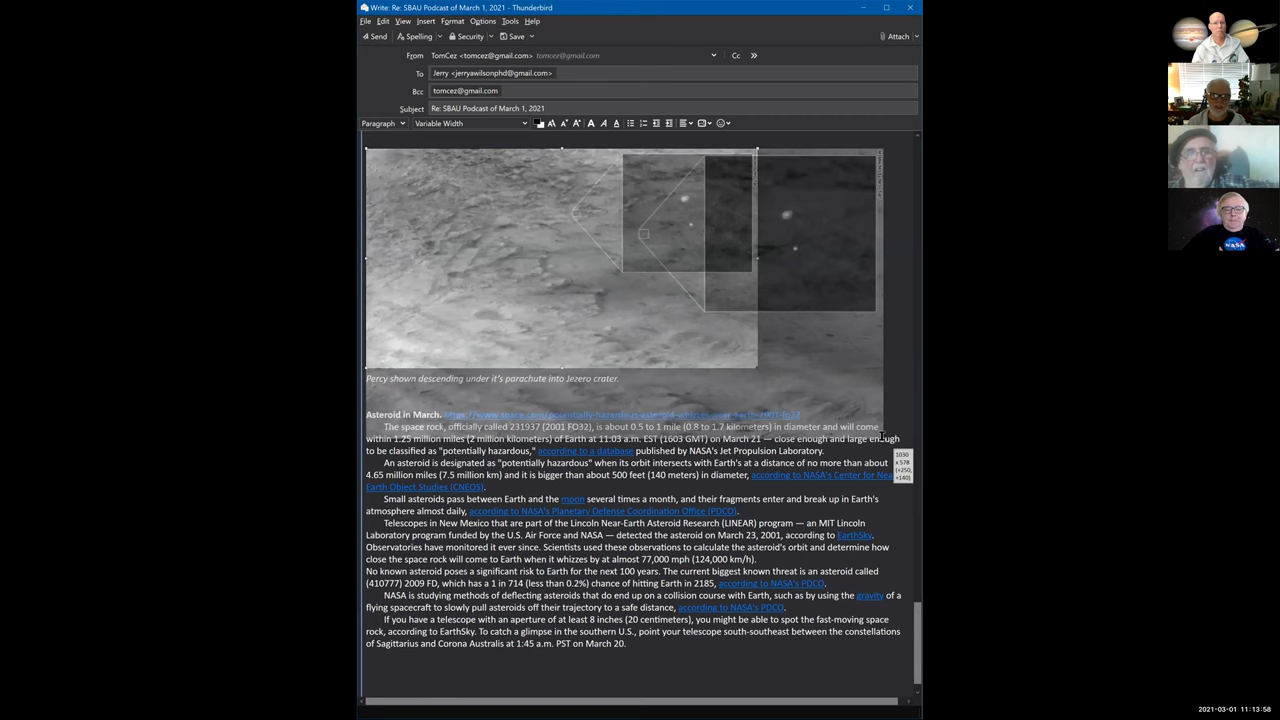 Write: Re: SBAU Podcast of March 1, 2021 - Thunderbird
File Edit View Insert Format Options Tools Help
Send Spelling Security Save Attach
From TomCez <tomcez@gmail.com> tomcez@gmail.com Cc
To Jerry <jerryawilsonphd@gmail.com>
Bcc tomcez@gmail.com
Subject Re: SBAU Podcast of March 1, 2021
Paragraph Variable Width
Percy shown descending under it's parachute into Jezero crater.
Asteroid in March. https://www.space.com/potentially-hazardous-asteroid-whizzes-near-earth-2001-fo32
The space rock, officially called 231937 (2001 FO32), is about 0.5 to 1 mile (0.8 to 1.7 kilometers) in diameter and will come
within 1.25 million miles (2 million kilometers) of Earth at 11:03 a.m. EST (1603 GMT) on March 21 — close enough and large enough
to be classified as "potentially hazardous," according to a database published by NASA's Jet Propulsion Laboratory.
An asteroid is designated as "potentially hazardous" when its orbit intersects with Earth's at a distance of no more than about
4.65 million miles (7.5 million km) and it is bigger than about 500 feet (140 meters) in diameter, according to NASA's Center for Nea
Earth Object Studies (CNEOS).
1030
x 578
(+250,
+140)
Small asteroids pass between Earth and the moon several times a month, and their fragments enter and break up in Earth's
atmosphere almost daily, according to NASA's Planetary Defense Coordination Office (PDCO).
Telescopes in New Mexico that are part of the Lincoln Near-Earth Asteroid Research (LINEAR) program — an MIT Lincoln
Laboratory program funded by the U.S. Air Force and NASA — detected the asteroid on March 23, 2001, according to EarthSky.
Observatories have monitored it ever since. Scientists used these observations to calculate the asteroid's orbit and determine how
close the space rock will come to Earth when it whizzes by at almost 77,000 mph (124,000 km/h).
No known asteroid poses a significant risk to Earth for the next 100 years. The current biggest known threat is an asteroid called
(410777) 2009 FD, which has a 1 in 714 (less than 0.2%) chance of hitting Earth in 2185, according to NASA's PDCO.
NASA is studying methods of deflecting asteroids that do end up on a collision course with Earth, such as by using the gravity of a
flying spacecraft to slowly pull asteroids off their trajectory to a safe distance, according to NASA's PDCO.
If you have a telescope with an aperture of at least 8 inches (20 centimeters), you might be able to spot the fast-moving space
rock, according to EarthSky. To catch a glimpse in the southern U.S., point your telescope south-southeast between the constellations
of Sagittarius and Corona Australis at 1:45 a.m. PST on March 20.
NASA
2021-03-01 11:13:58